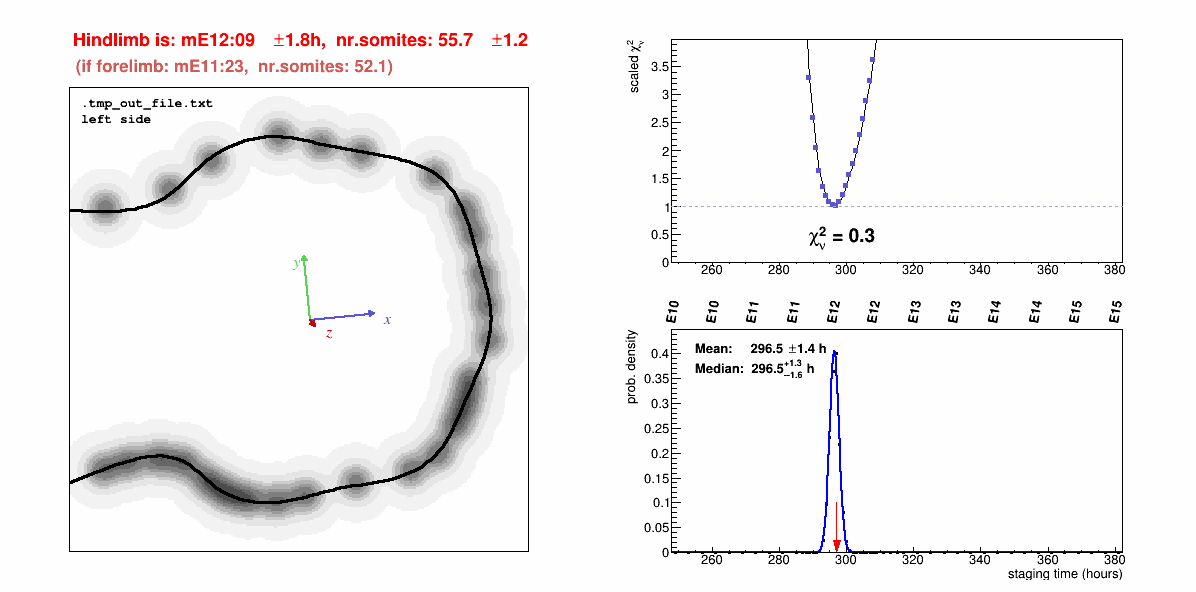 Hindlimb is: mE12:09 ±1.8h, nr.somites: 55.7 ±1.2
(if forelimb: mE11:23, nr.somites: 52.1)
.tmp_out_file.txt
left side
y
x
z
scaled χ²ν
3.5
3
2.5
2
1.5
1
0.5
0
χ²ν = 0.3
260 280 300 320 340 360 380
E10 E10 E11 E11 E12 E12 E13 E13 E14 E14 E15 E15
prob. density
Mean: 296.5 ±1.4 h
Median: 296.5 +1.3 −1.6 h
0.4
0.35
0.3
0.25
0.2
0.15
0.1
0.05
0
260 280 300 320 340 360 380
staging time (hours)